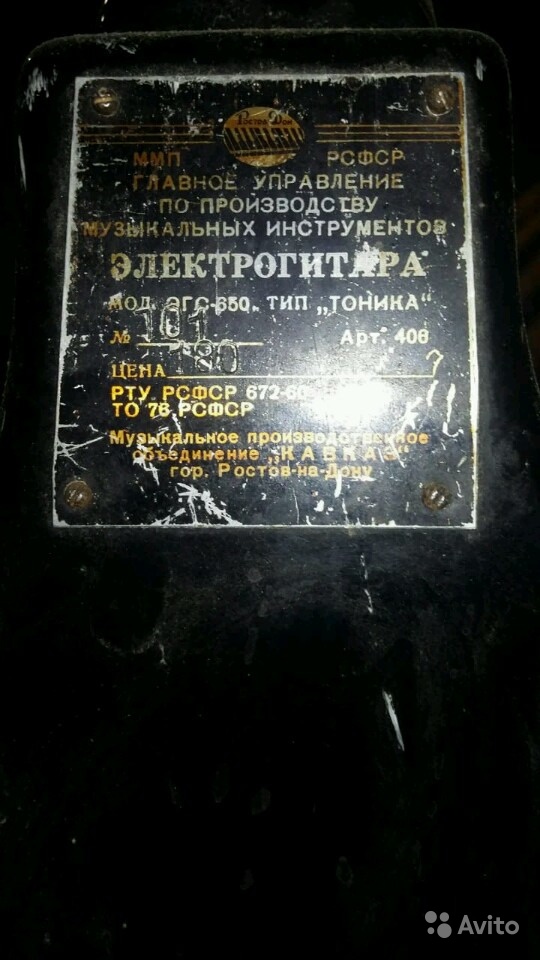 Ростов Дон
ММП РСФСР
ГЛАВНОЕ УПРАВЛЕНИЕ
ПО ПРОИЗВОДСТВУ
МУЗЫКАЛЬНЫХ ИНСТРУМЕНТОВ
ЭЛЕКТРОГИТАРА
МОД. ЭГС-650, ТИП „ТОНИКА"
№ 101 Арт. 406
ЦЕНА 180
РТУ РСФСР
ТО 76 РСФСР
Музыкальное производственное
объединение „КАВКАЗ"
гор. Ростов-на-Дону
Avito